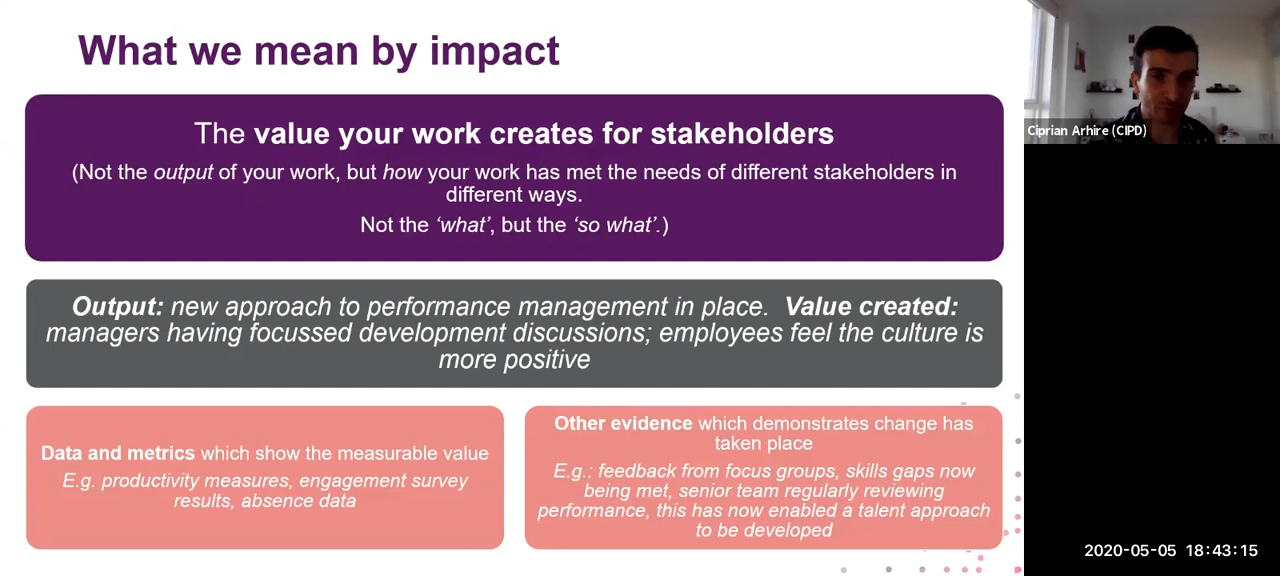 What we mean by impact
The value your work creates for stakeholders
(Not the output of your work, but how your work has met the needs of different stakeholders in
different ways.
Not the ‘what’, but the ‘so what’.)
Output: new approach to performance management in place.  Value created:
managers having focussed development discussions; employees feel the culture is
more positive
Data and metrics which show the measurable value
E.g. productivity measures, engagement survey
results, absence data
Other evidence which demonstrates change has
taken place
E.g.: feedback from focus groups, skills gaps now
being met, senior team regularly reviewing
performance, this has now enabled a talent approach
to be developed
Ciprian Arhire (CIPD)
2020-05-05 18:43:15